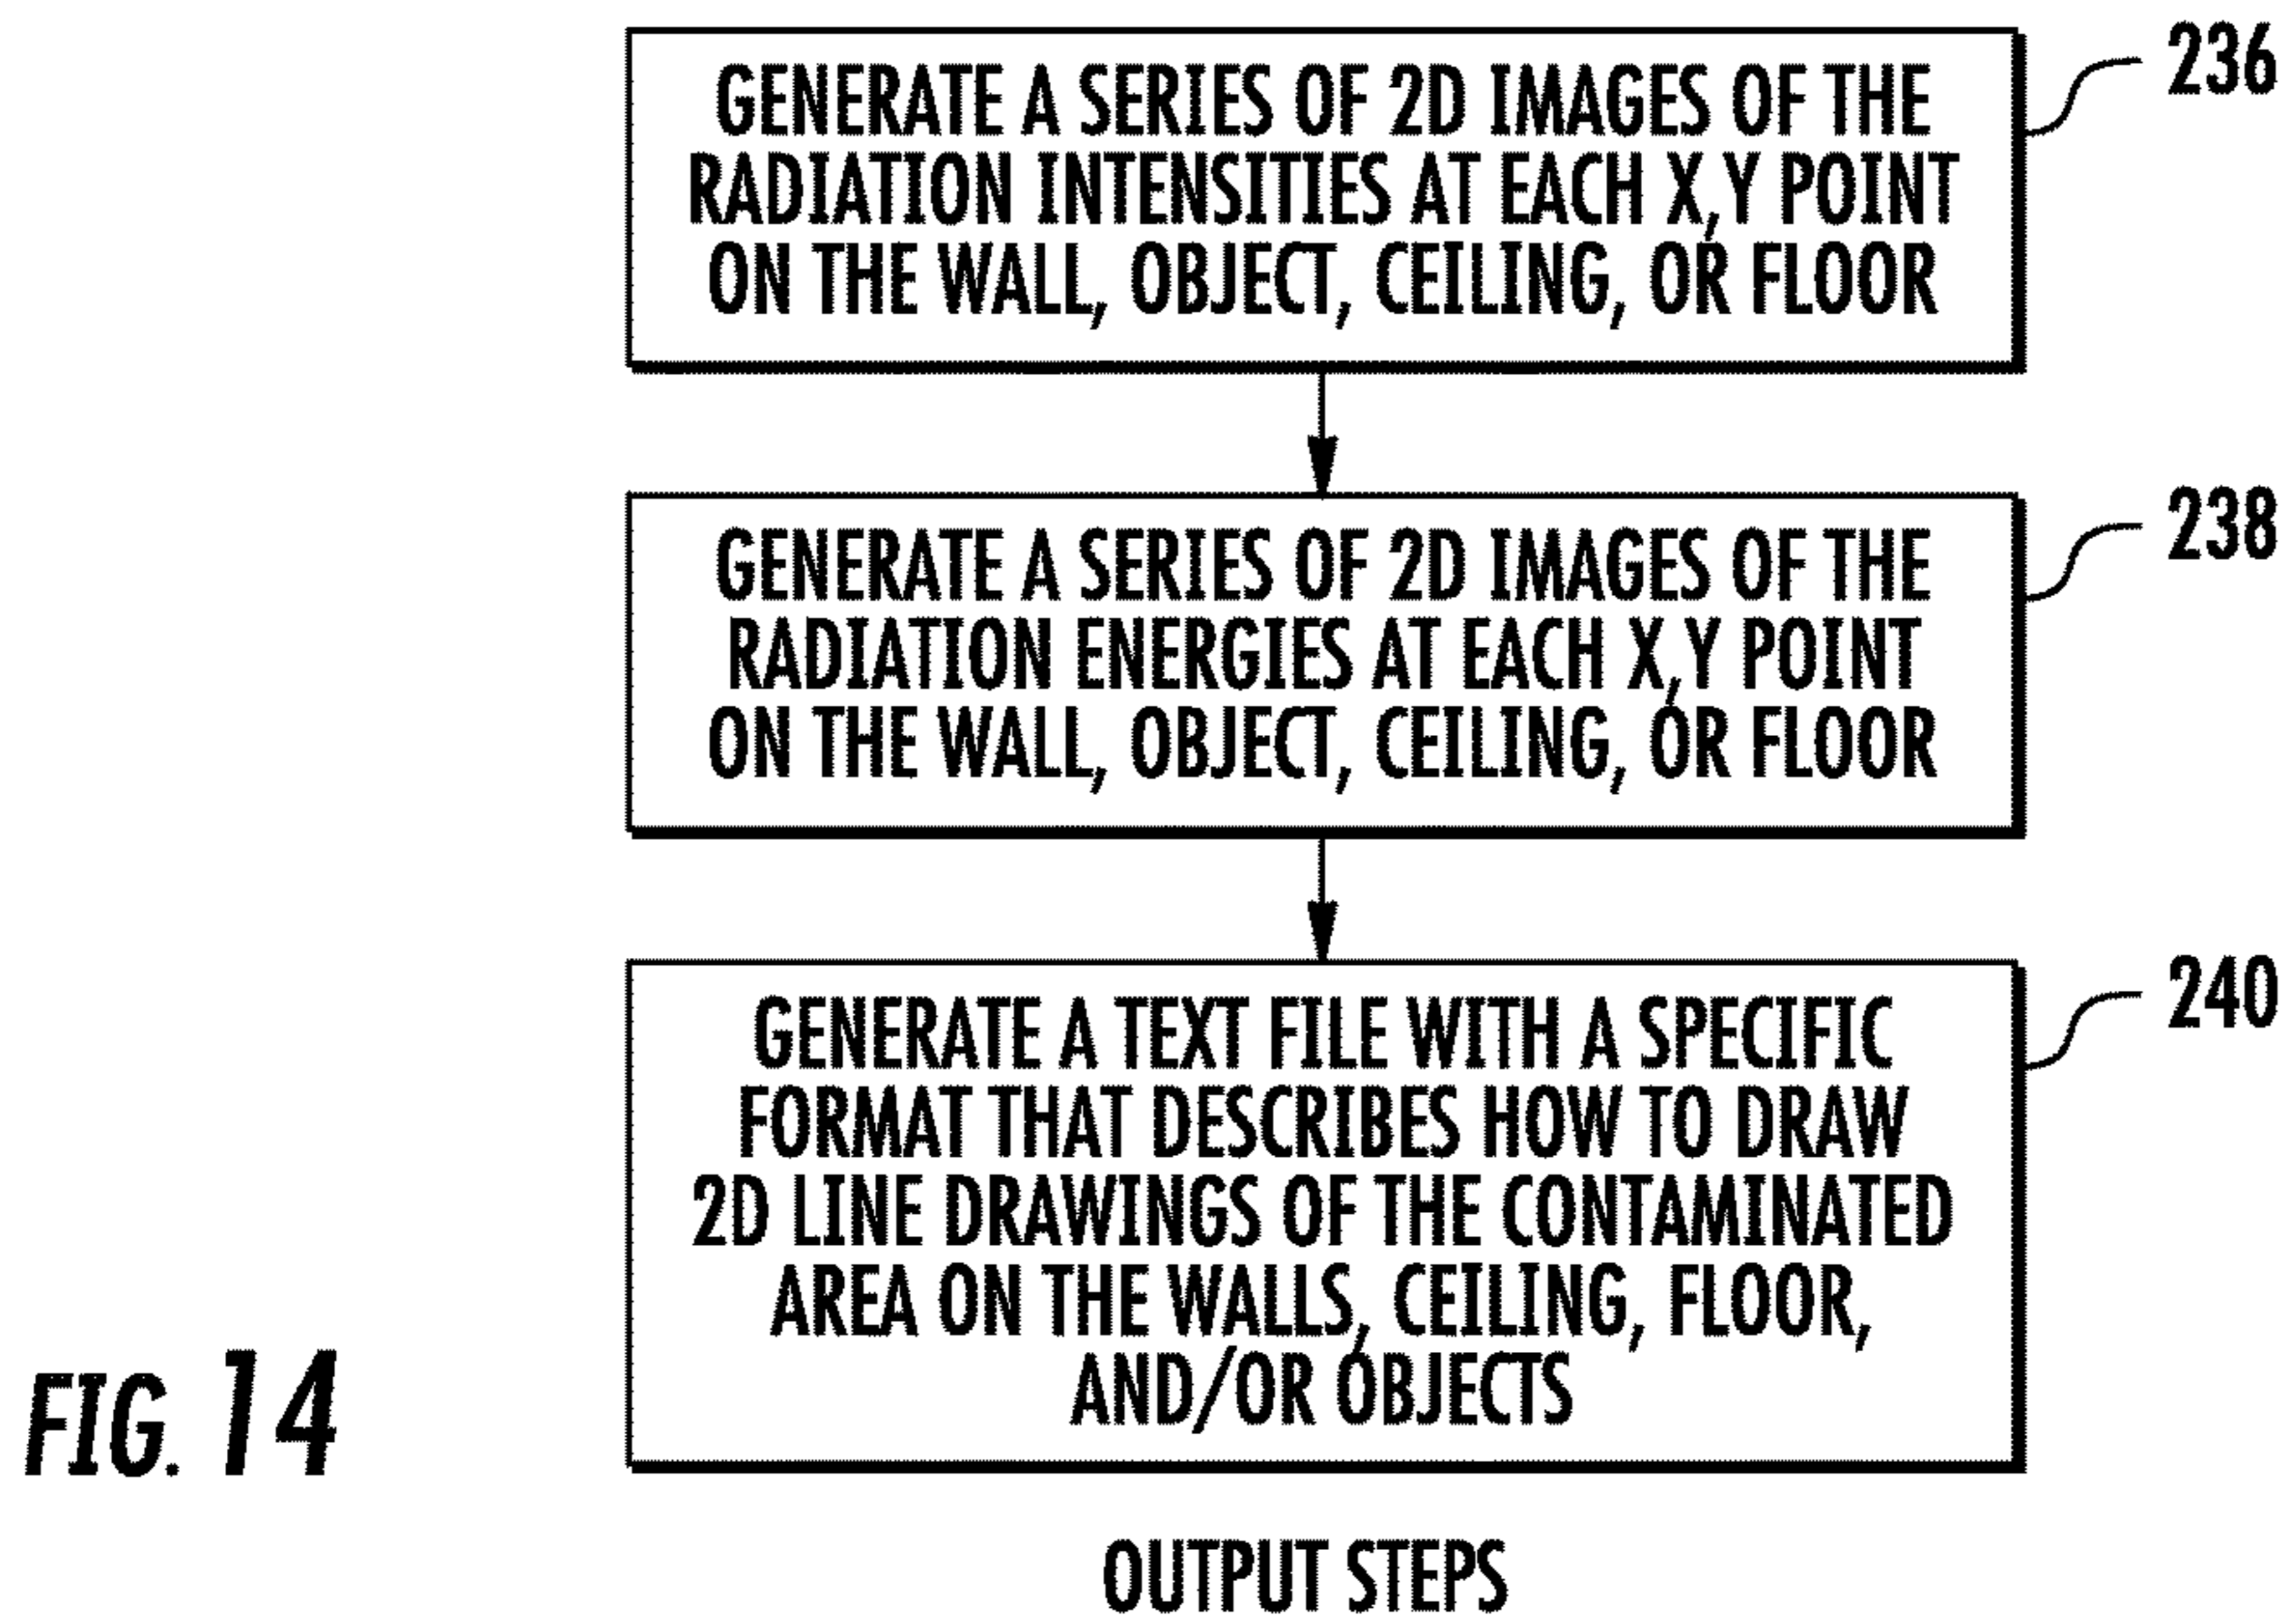 GENERATE A SERIES OF 2D IMAGES OF THE
RADIATION INTENSITIES AT EACH X,Y POINT
ON THE WALL, OBJECT, CEILING, OR FLOOR
236
GENERATE A SERIES OF 2D IMAGES OF THE
RADIATION ENERGIES AT EACH X,Y POINT
ON THE WALL, OBJECT, CEILING, OR FLOOR
238
GENERATE A TEXT FILE WITH A SPECIFIC
FORMAT THAT DESCRIBES HOW TO DRAW
2D LINE DRAWINGS OF THE CONTAMINATED
AREA ON THE WALLS, CEILING, FLOOR,
AND/OR OBJECTS
240
FIG. 14
OUTPUT STEPS